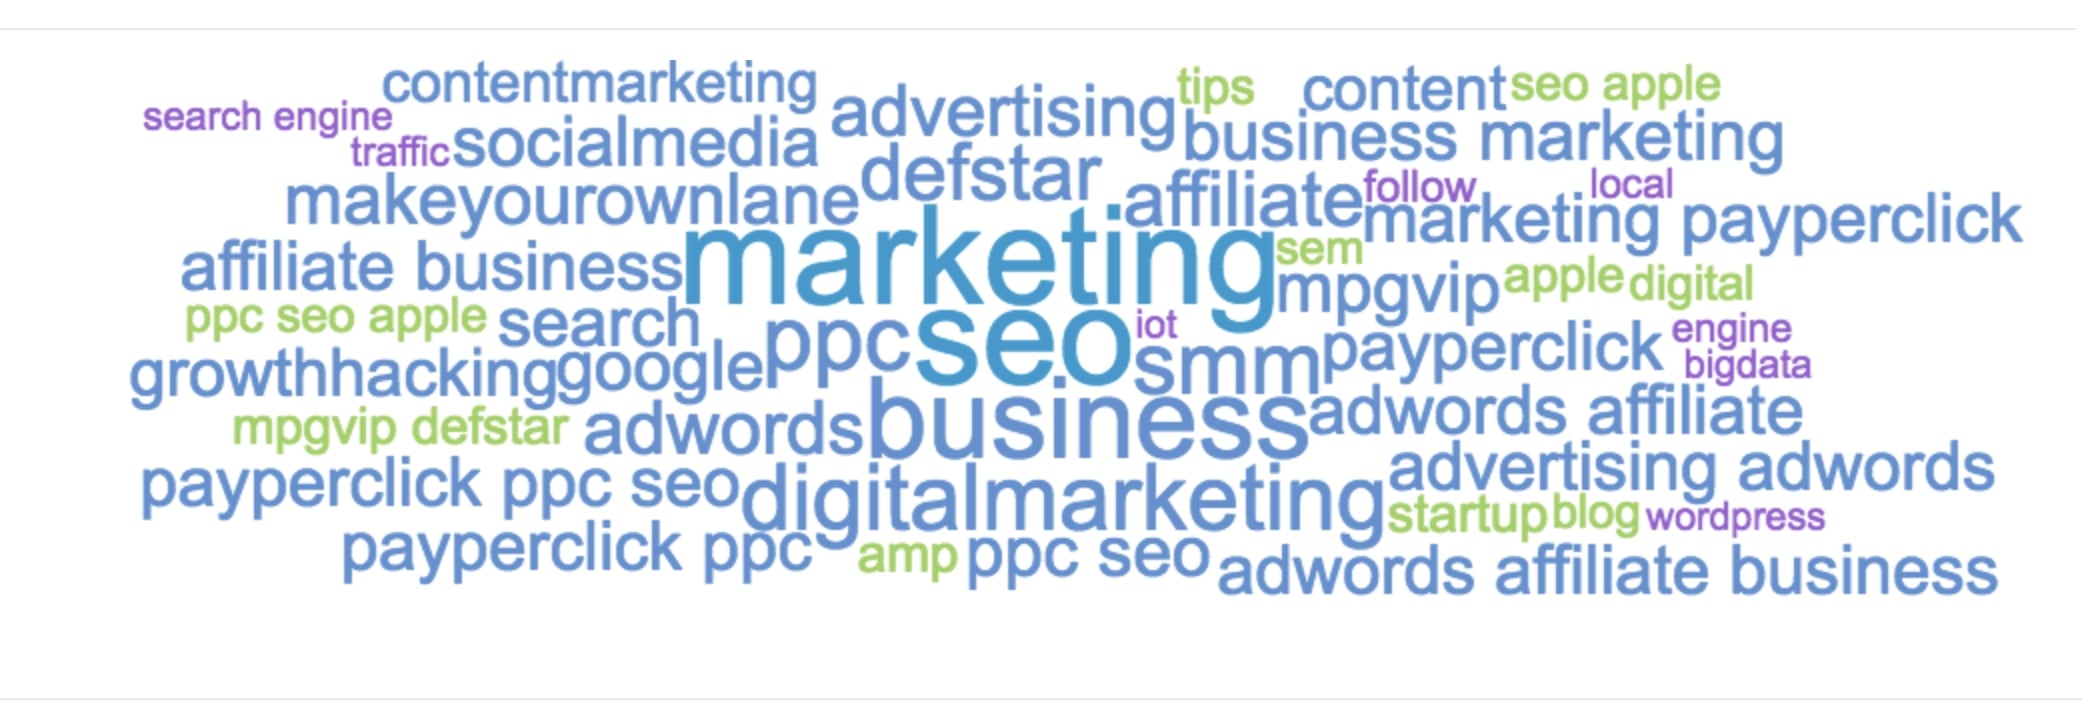 contentmarketing
tips
content
seo apple
search engine
advertising
traffic
socialmedia
business marketing
defstar
makeyourownlane
affiliate
follow
local
marketing payperclick
affiliate business
marketing
sem
mpgvip
apple
digital
ppc seo apple
search
ppc
seo
iot
smm
payperclick
engine
growthhacking
google
bigdata
mpgvip defstar
adwords
business
adwords affiliate
payperclick ppc seo
digitalmarketing
advertising adwords
startup
blog
wordpress
payperclick ppc
amp
ppc seo
adwords affiliate business